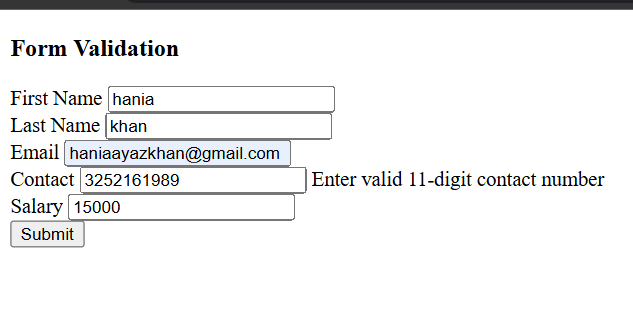 Form Validation
First Name hania
Last Name khan
Email haniaayazkhan@gmail.com
Contact 3252161989 Enter valid 11-digit contact number
Salary 15000
Submit